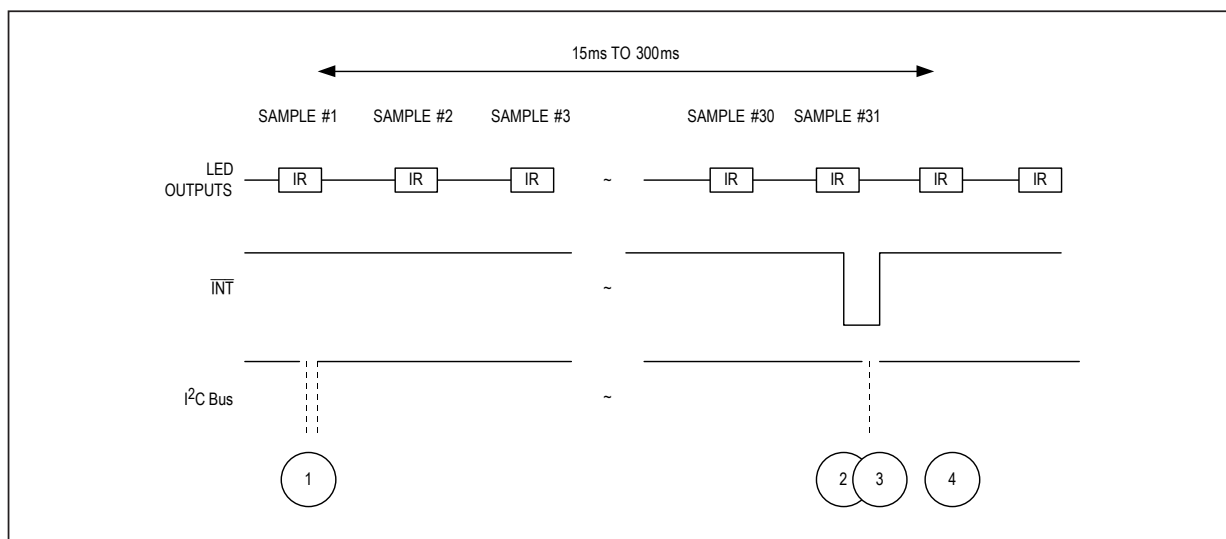 15ms TO 300ms
SAMPLE #1 SAMPLE #2 SAMPLE #3 SAMPLE #30 SAMPLE #31
LED
OUTPUTS
IR IR IR ~ IR IR IR IR
I̅N̅T̅ ~
I²C Bus ~
1 2 3 4